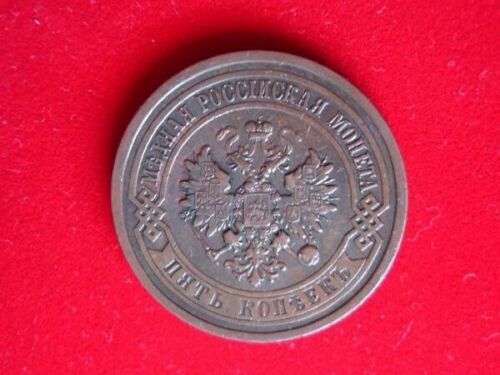 МѢДНАЯ РОССІЙСКАЯ МОНЕТА
ПЯТЬ КОПѢЕКЪ